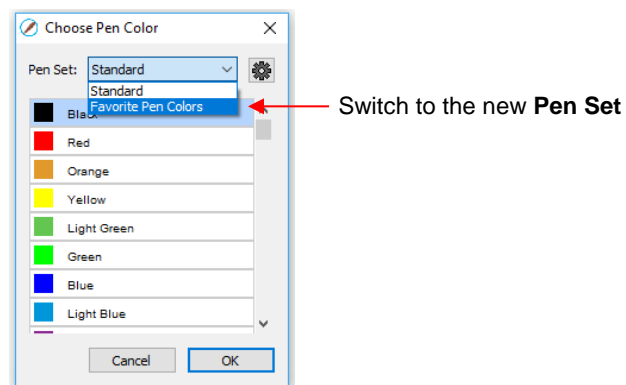 Choose Pen Color
Pen Set: Standard
Standard
Favorite Pen Colors
Switch to the new Pen Set
Black
Red
Orange
Yellow
Light Green
Green
Blue
Light Blue
Cancel OK